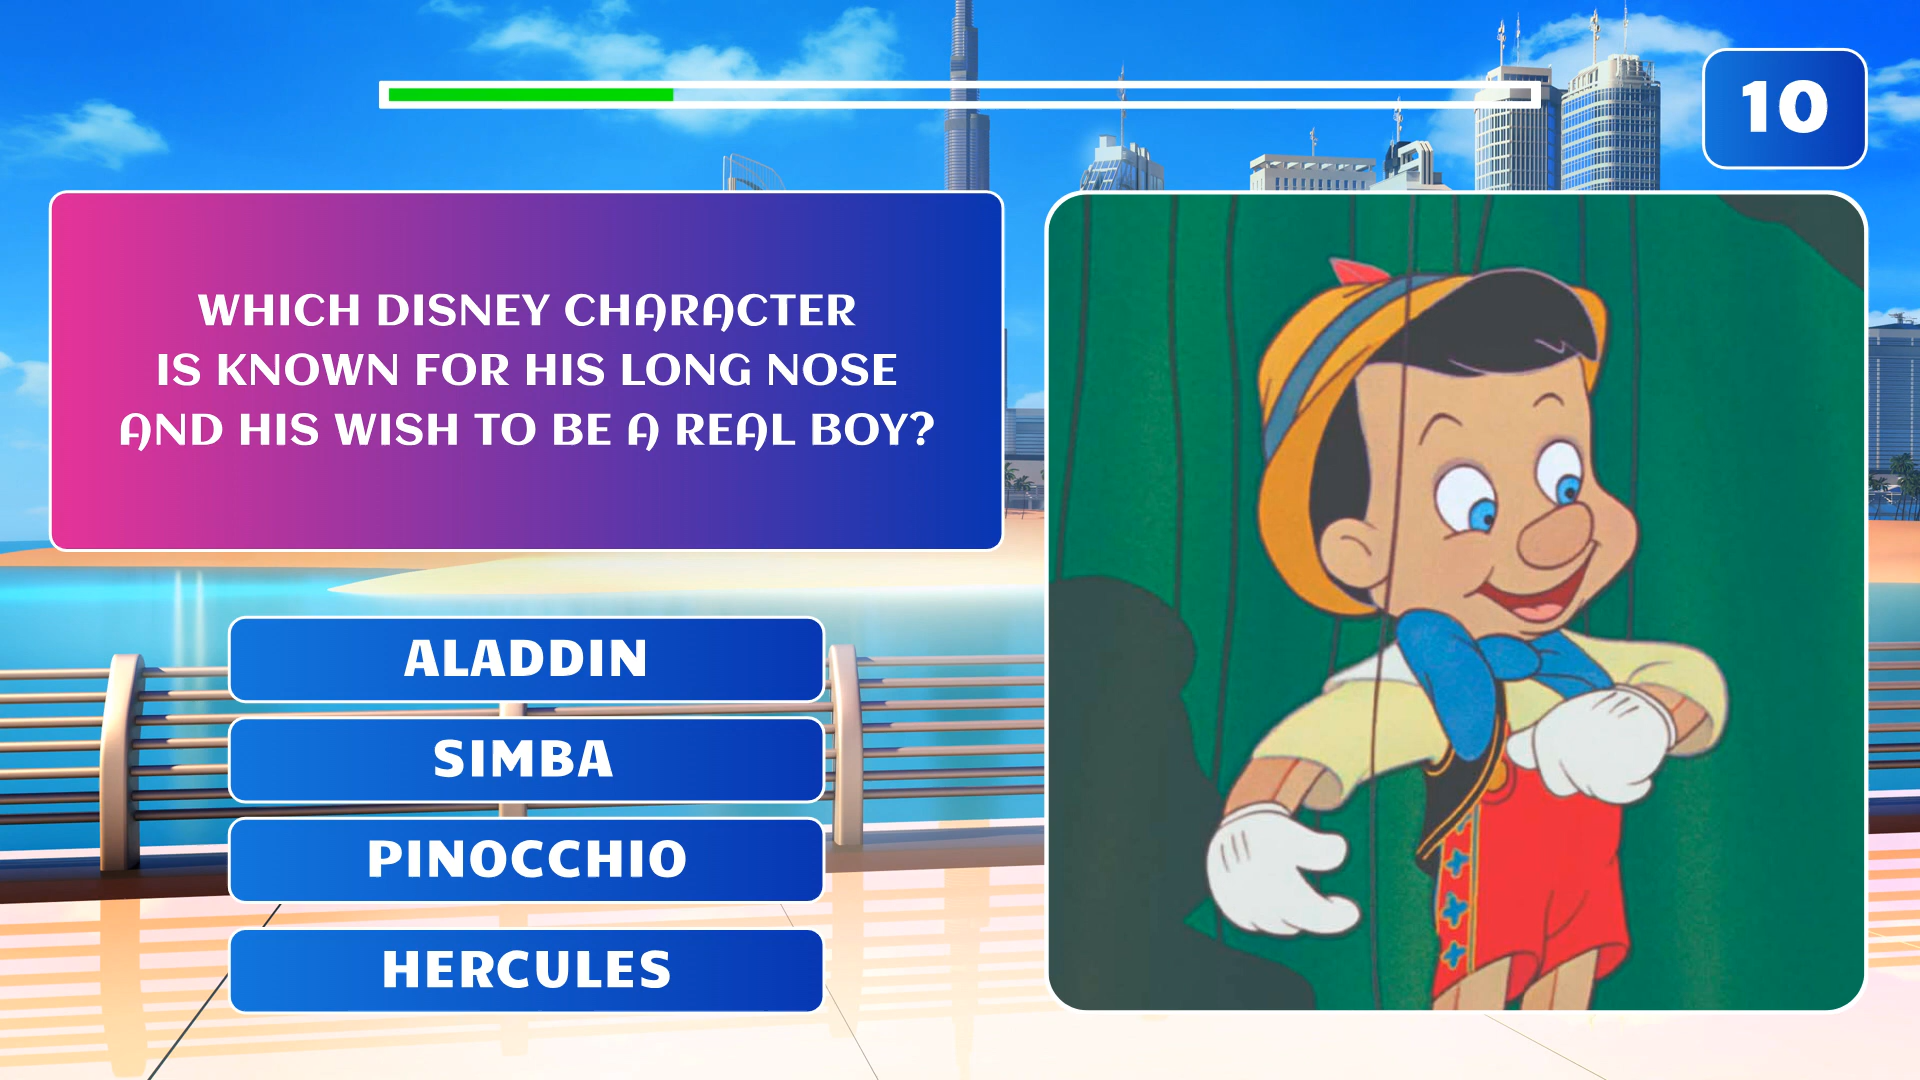 10
WHICH DISNEY CHARACTER
IS KNOWN FOR HIS LONG NOSE
AND HIS WISH TO BE A REAL BOY?
ALADDIN
SIMBA
PINOCCHIO
HERCULES